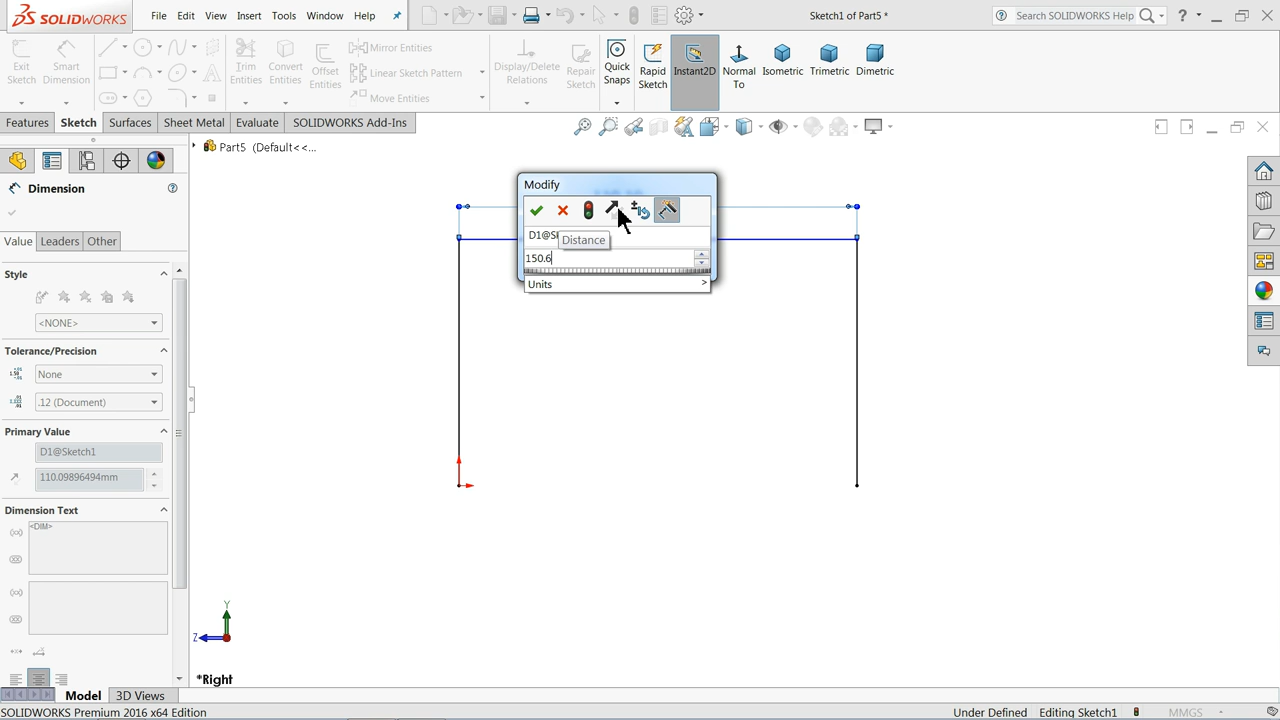 SOLIDWORKS File Edit View Insert Tools Window Help Sketch1 of Part5 * Search SOLIDWORKS Help ?
Exit Sketch
Smart Dimension
Trim Entities
Convert Entities
Offset Entities
Mirror Entities
Linear Sketch Pattern
Move Entities
Display/Delete Relations
Repair Sketch
Quick Snaps
Rapid Sketch
Instant2D
Normal To
Isometric
Trimetric
Dimetric
Features Sketch Surfaces Sheet Metal Evaluate SOLIDWORKS Add-Ins
Part5 (Default<<...
Dimension
Value Leaders Other
Style
<NONE>
Tolerance/Precision
None
.12 (Document)
Primary Value
D1@Sketch1
110.09896494mm
Dimension Text
<DIM>
Modify
D1@Sk
Distance
150.6
Units >
Y
Z
*Right
Model 3D Views
SOLIDWORKS Premium 2016 x64 Edition Under Defined Editing Sketch1 MMGS